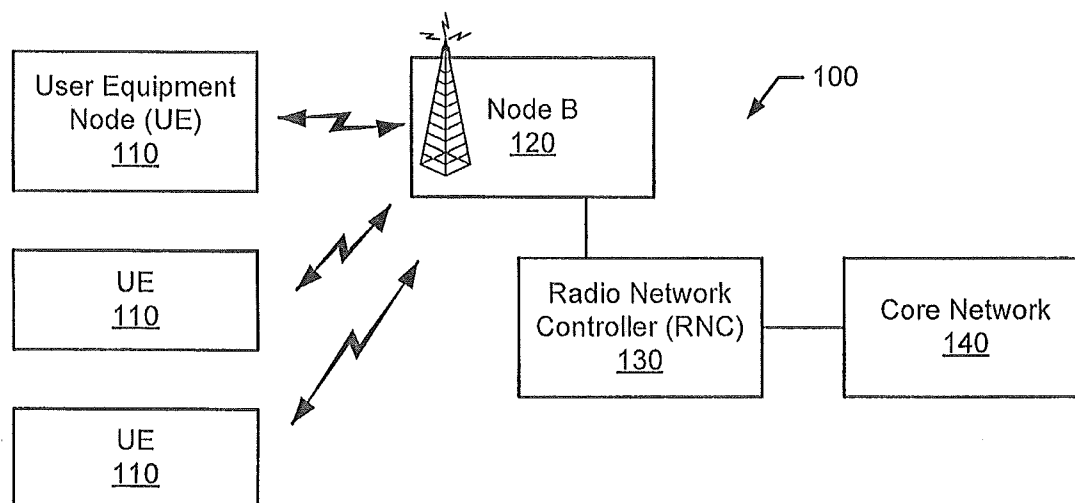 User Equipment
Node (UE)
110
Node B
120
100
UE
110
Radio Network
Controller (RNC)
130
Core Network
140
UE
110